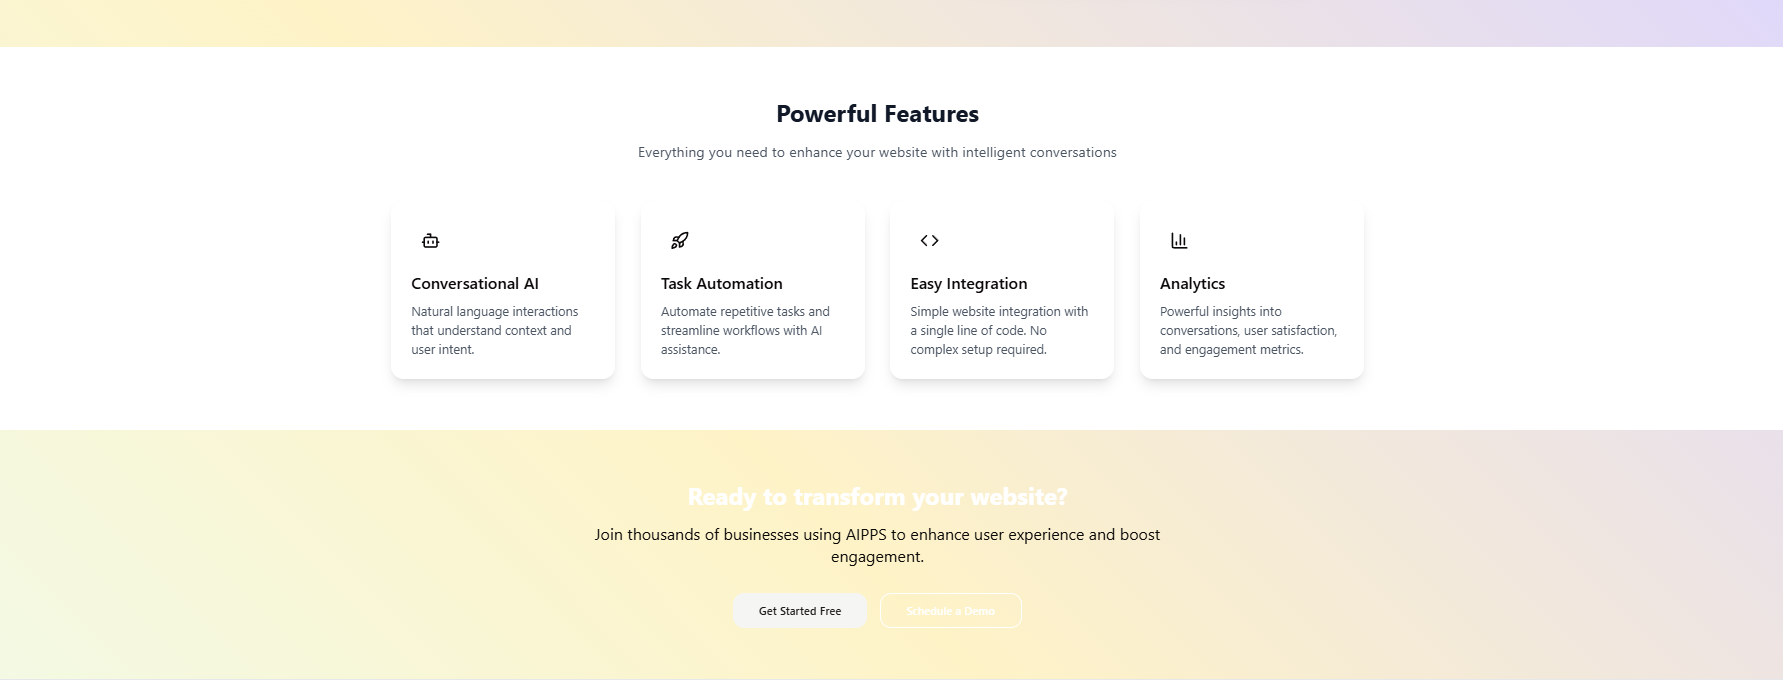 Powerful Features
Everything you need to enhance your website with intelligent conversations
Conversational AI
Natural language interactions
that understand context and
user intent.
Task Automation
Automate repetitive tasks and
streamline workflows with AI
assistance.
Easy Integration
Simple website integration with
a single line of code. No
complex setup required.
Analytics
Powerful insights into
conversations, user satisfaction,
and engagement metrics.
Ready to transform your website?
Join thousands of businesses using AIPPS to enhance user experience and boost
engagement.
Get Started Free
Schedule a Demo